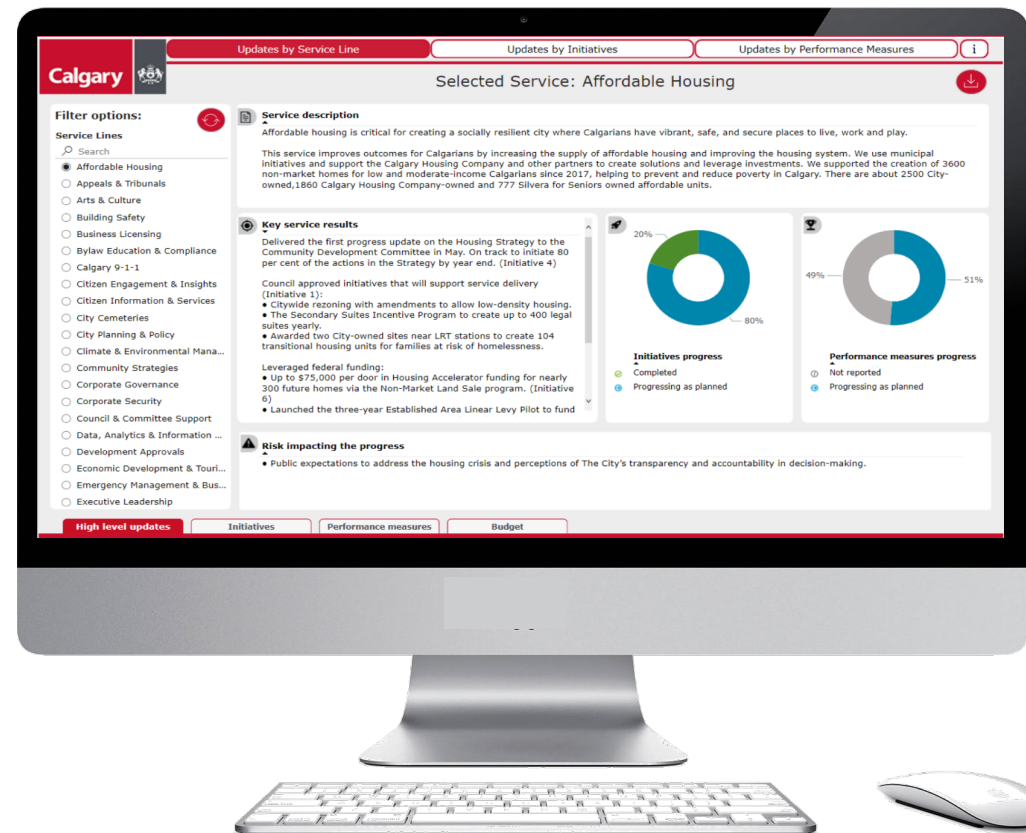 Updates by Service Line
Updates by Initiatives
Updates by Performance Measures
i
Calgary
Selected Service: Affordable Housing
Filter options:
Service Lines
Search
Affordable Housing
Appeals & Tribunals
Arts & Culture
Building Safety
Business Licensing
Bylaw Education & Compliance
Calgary 9-1-1
Citizen Engagement & Insights
Citizen Information & Services
City Cemeteries
City Planning & Policy
Climate & Environmental Mana...
Community Strategies
Corporate Governance
Corporate Security
Council & Committee Support
Data, Analytics & Information ...
Development Approvals
Economic Development & Touri...
Emergency Management & Bus...
Executive Leadership
Service description
Affordable housing is critical for creating a socially resilient city where Calgarians have vibrant, safe, and secure places to live, work and play.
This service improves outcomes for Calgarians by increasing the supply of affordable housing and improving the housing system. We use municipal
initiatives and support the Calgary Housing Company and other partners to create solutions and leverage investments. We supported the creation of 3600
non-market homes for low and moderate-income Calgarians since 2017, helping to prevent and reduce poverty in Calgary. There are about 2500 City-
owned,1860 Calgary Housing Company-owned and 777 Silvera for Seniors owned affordable units.
Key service results
Delivered the first progress update on the Housing Strategy to the
Community Development Committee in May. On track to initiate 80
per cent of the actions in the Strategy by year end. (Initiative 4)
Council approved initiatives that will support service delivery
(Initiative 1):
• Citywide rezoning with amendments to allow low-density housing.
• The Secondary Suites Incentive Program to create up to 400 legal
suites yearly.
• Awarded two City-owned sites near LRT stations to create 104
transitional housing units for families at risk of homelessness.
Leveraged federal funding:
• Up to $75,000 per door in Housing Accelerator funding for nearly
300 future homes via the Non-Market Land Sale program. (Initiative
6)
• Launched the three-year Established Area Linear Levy Pilot to fund
20%
80%
Initiatives progress
Completed
Progressing as planned
49%
51%
Performance measures progress
Not reported
Progressing as planned
Risk impacting the progress
• Public expectations to address the housing crisis and perceptions of The City's transparency and accountability in decision-making.
High level updates
Initiatives
Performance measures
Budget